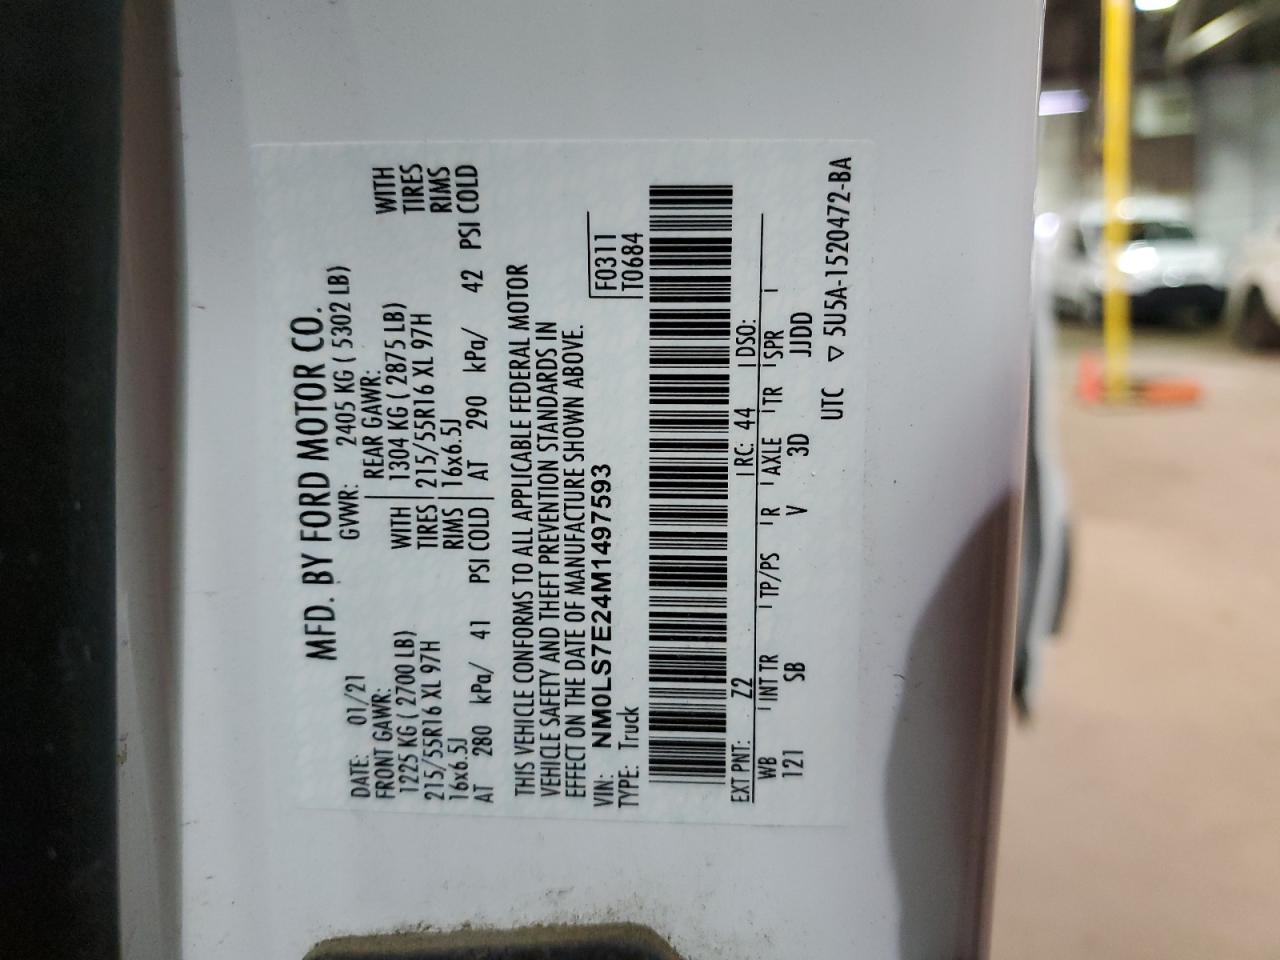 MFD. BY FORD MOTOR CO.
DATE: 01/21 GVWR: 2405 KG ( 5302 LB)
FRONT GAWR: REAR GAWR:
1225 KG ( 2700 LB) WITH 1304 KG ( 2875 LB) WITH
215/55R16 XL 97H TIRES 215/55R16 XL 97H TIRES
16x6.5J RIMS 16x6.5J RIMS
AT 280 kPa/ 41 PSI COLD AT 290 kPa/ 42 PSI COLD
THIS VEHICLE CONFORMS TO ALL APPLICABLE FEDERAL MOTOR
VEHICLE SAFETY AND THEFT PREVENTION STANDARDS IN
EFFECT ON THE DATE OF MANUFACTURE SHOWN ABOVE.
VIN: NM0LS7E24M1497593 F0311
TYPE: Truck T0684
EXT PNT: Z2 RC: 44 DSO:
WB INT TR TP/PS R AXLE TR SPR
121 SB V 3D JJDD
UTC ▽ 5U5A-1520472-BA